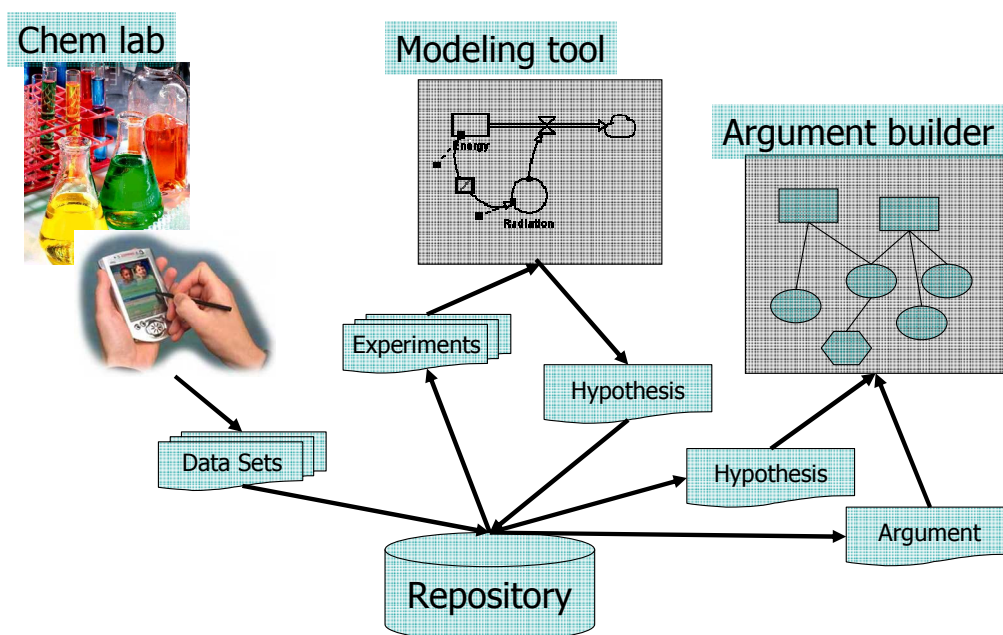 Chem lab
Modeling tool
Argument builder
Energy
Radiation
Experiments
Hypothesis
Data Sets
Hypothesis
Argument
Repository